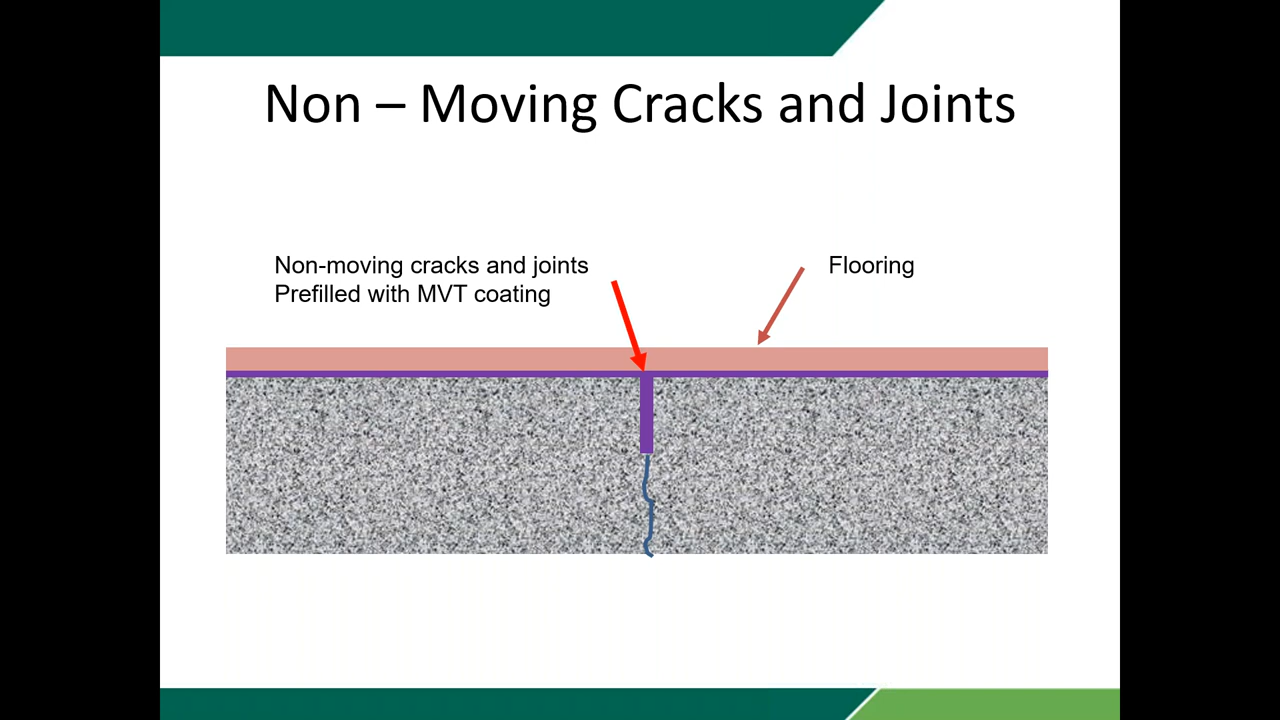 Non – Moving Cracks and Joints
Non-moving cracks and joints
Prefilled with MVT coating
Flooring